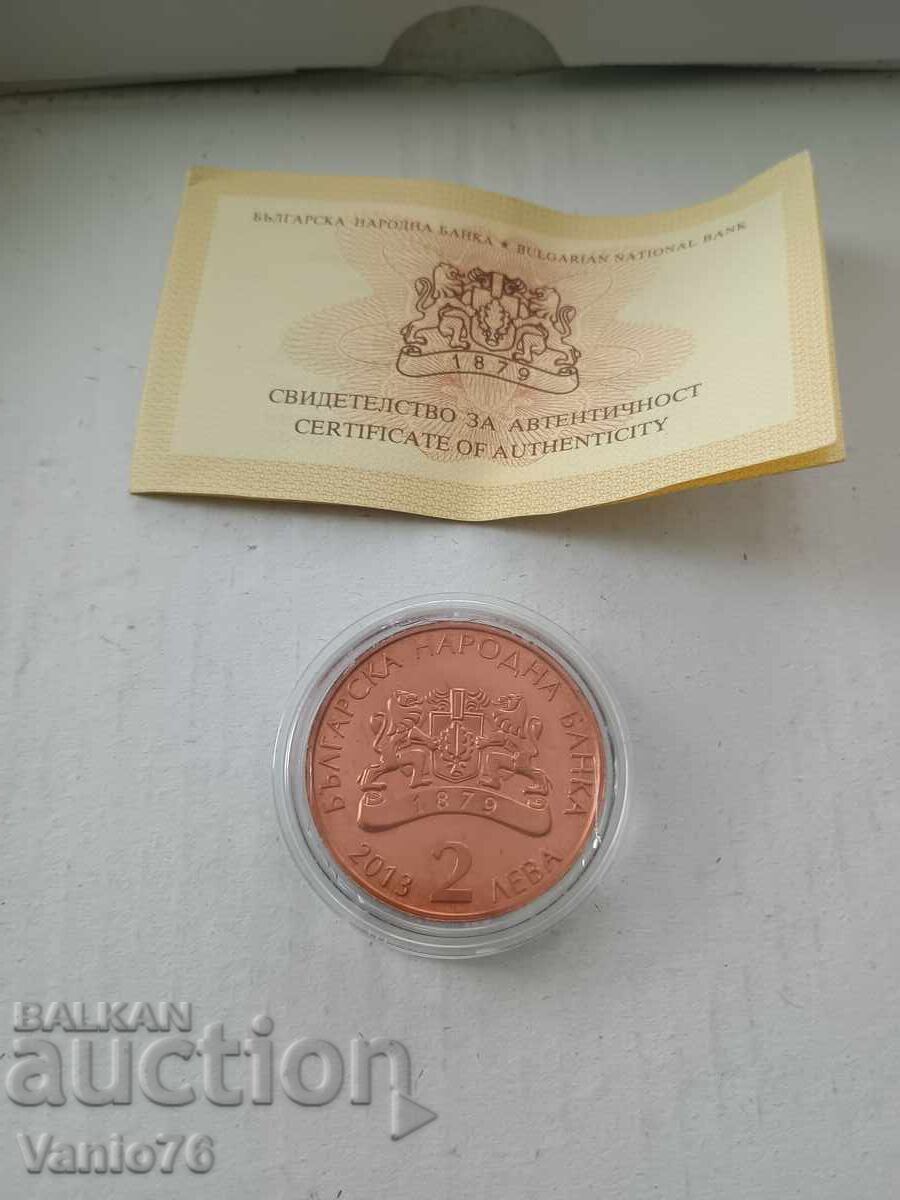 БЪЛГАРСКА НАРОДНА БАНКА ★ BULGARIAN NATIONAL BANK
1879
СВИДЕТЕЛСТВО ЗА АВТЕНТИЧНОСТ
CERTIFICATE OF AUTHENTICITY
БЪЛГАРСКА НАРОДНА БАНКА
1879
2013 2 ЛЕВА
BALKAN
auction
Vanio76